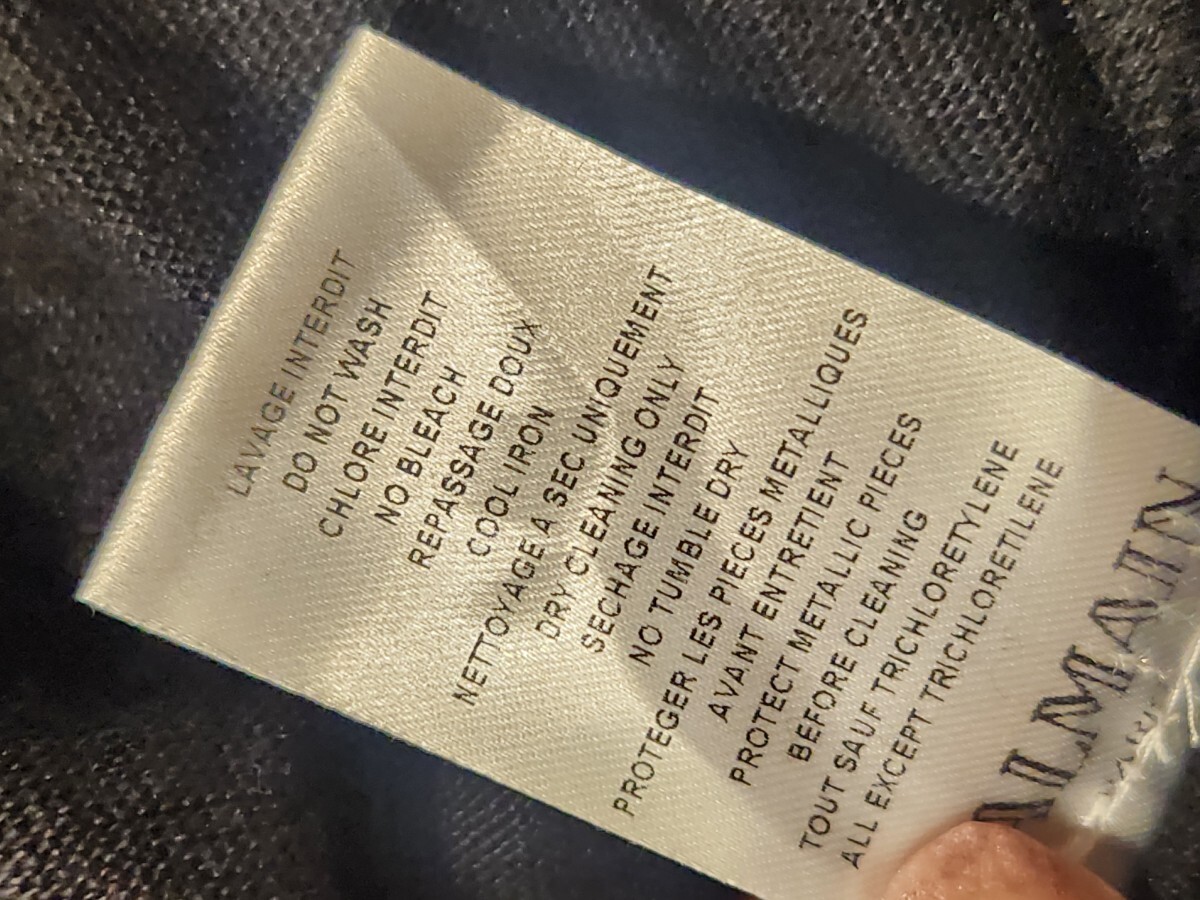 LAVAGE INTERDIT
DO NOT WASH
CHLORE INTERDIT
NO BLEACH
REPASSAGE DOUX
COOL IRON
NETTOYAGE A SEC UNIQUEMENT
DRY CLEANING ONLY
SECHAGE INTERDIT
NO TUMBLE DRY
PROTEGER LES PIECES METALLIQUES
AVANT ENTRETIENT
PROTECT METALLIC PIECES
BEFORE CLEANING
TOUT SAUF TRICHLORETYLENE
ALL EXCEPT TRICHLORETILENE
ALMAIN